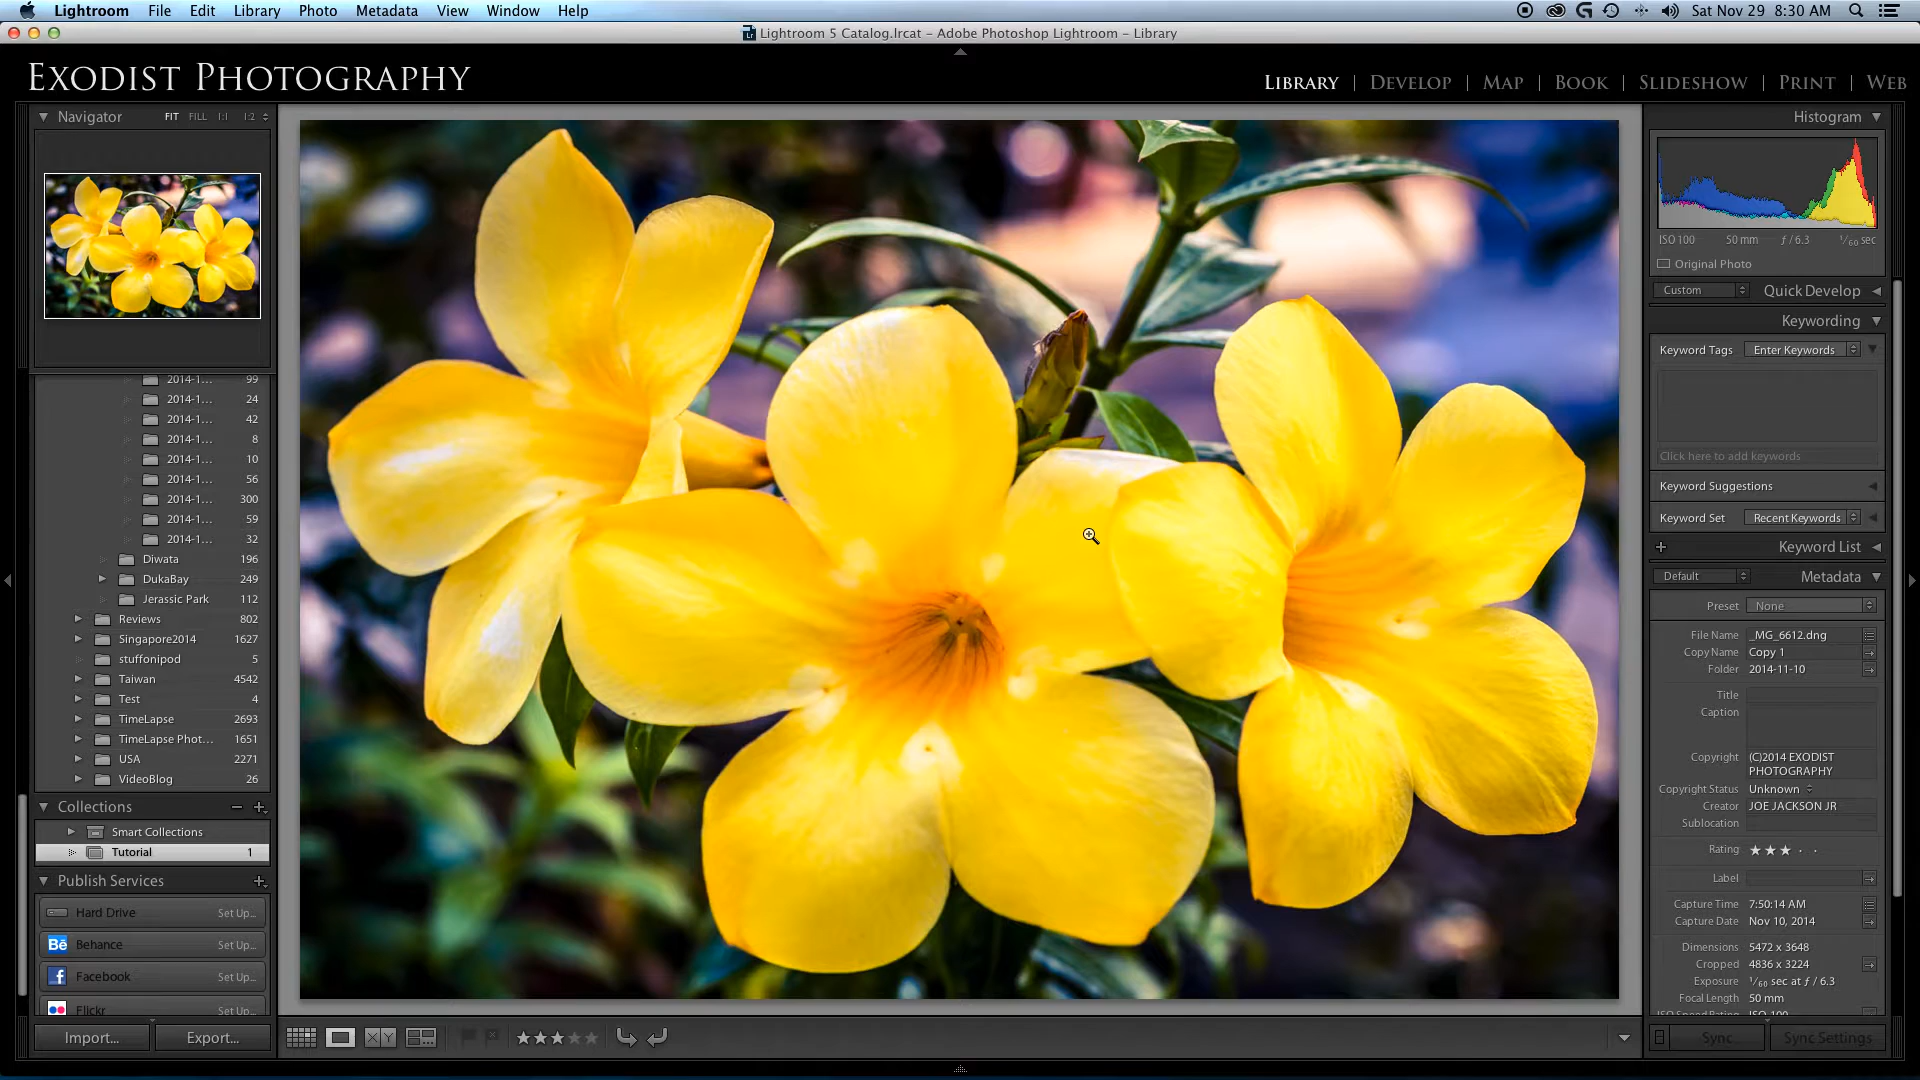 Lightroom File Edit Library Photo Metadata View Window Help Sat Nov 29 8:30 AM
Lightroom 5 Catalog.lrcat - Adobe Photoshop Lightroom - Library
EXODIST PHOTOGRAPHY
LIBRARY | DEVELOP | MAP | BOOK | SLIDESHOW | PRINT | WEB
Navigator FIT FILL 1:1 1:2
2014-1... 99
2014-1... 24
2014-1... 42
2014-1... 8
2014-1... 10
2014-1... 56
2014-1... 300
2014-1... 59
2014-1... 32
Diwata 196
DukaBay 249
Jerassic Park 112
Reviews 802
Singapore2014 1627
stuffonipod 5
Taiwan 4542
Test 4
TimeLapse 2693
TimeLapse Phot... 1651
USA 2271
VideoBlog 26
Collections
Smart Collections
Tutorial 1
Publish Services
Hard Drive Set Up...
Bē Behance Set Up...
f Facebook Set Up...
Flickr
Import... Export...
XY
Histogram
ISO 100 50 mm ƒ / 6.3 1/60 sec
Original Photo
Custom Quick Develop
Keywording
Keyword Tags Enter Keywords
Click here to add keywords
Keyword Suggestions
Keyword Set Recent Keywords
Keyword List
Default Metadata
Preset None
File Name _MG_6612.dng
Copy Name Copy 1
Folder 2014-11-10
Title
Caption
Copyright (C)2014 EXODIST
PHOTOGRAPHY
Copyright Status Unknown
Creator JOE JACKSON JR
Sublocation
Rating
Label
Capture Time 7:50:14 AM
Capture Date Nov 10, 2014
Dimensions 5472 x 3648
Cropped 4836 x 3224
Exposure 1/60 sec at ƒ / 6.3
Focal Length 50 mm
ISO Speed Rating ISO 100
Sync Sync Settings